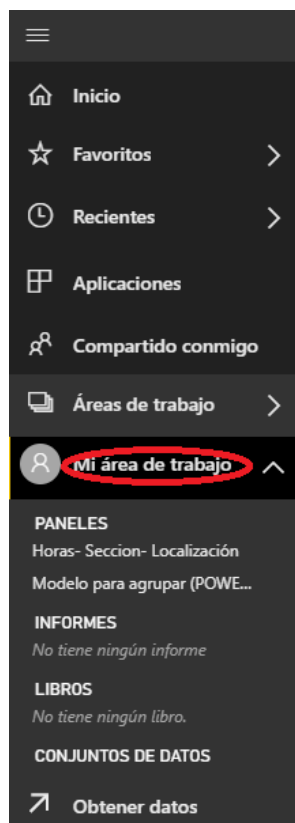 Inicio
Favoritos
Recientes
Aplicaciones
Compartido conmigo
Áreas de trabajo
Mi área de trabajo
PANELES
Horas- Seccion- Localización
Modelo para agrupar (POWE...
INFORMES
No tiene ningún informe
LIBROS
No tiene ningún libro.
CONJUNTOS DE DATOS
Obtener datos